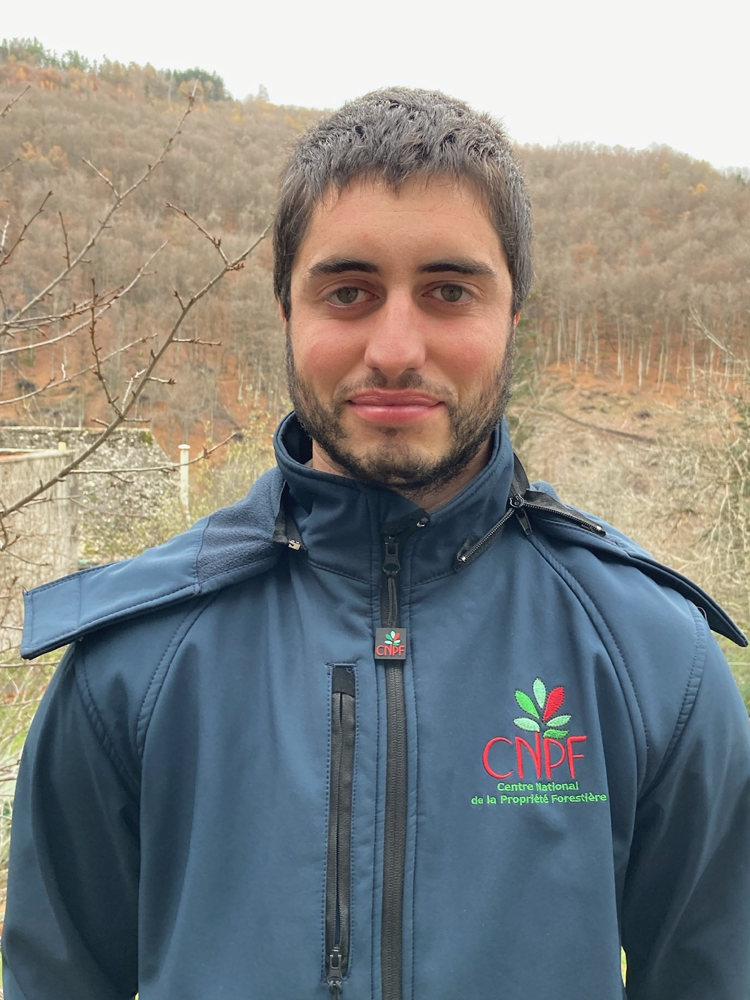 CNPF
CNPF
Centre National
de la Propriété Forestière